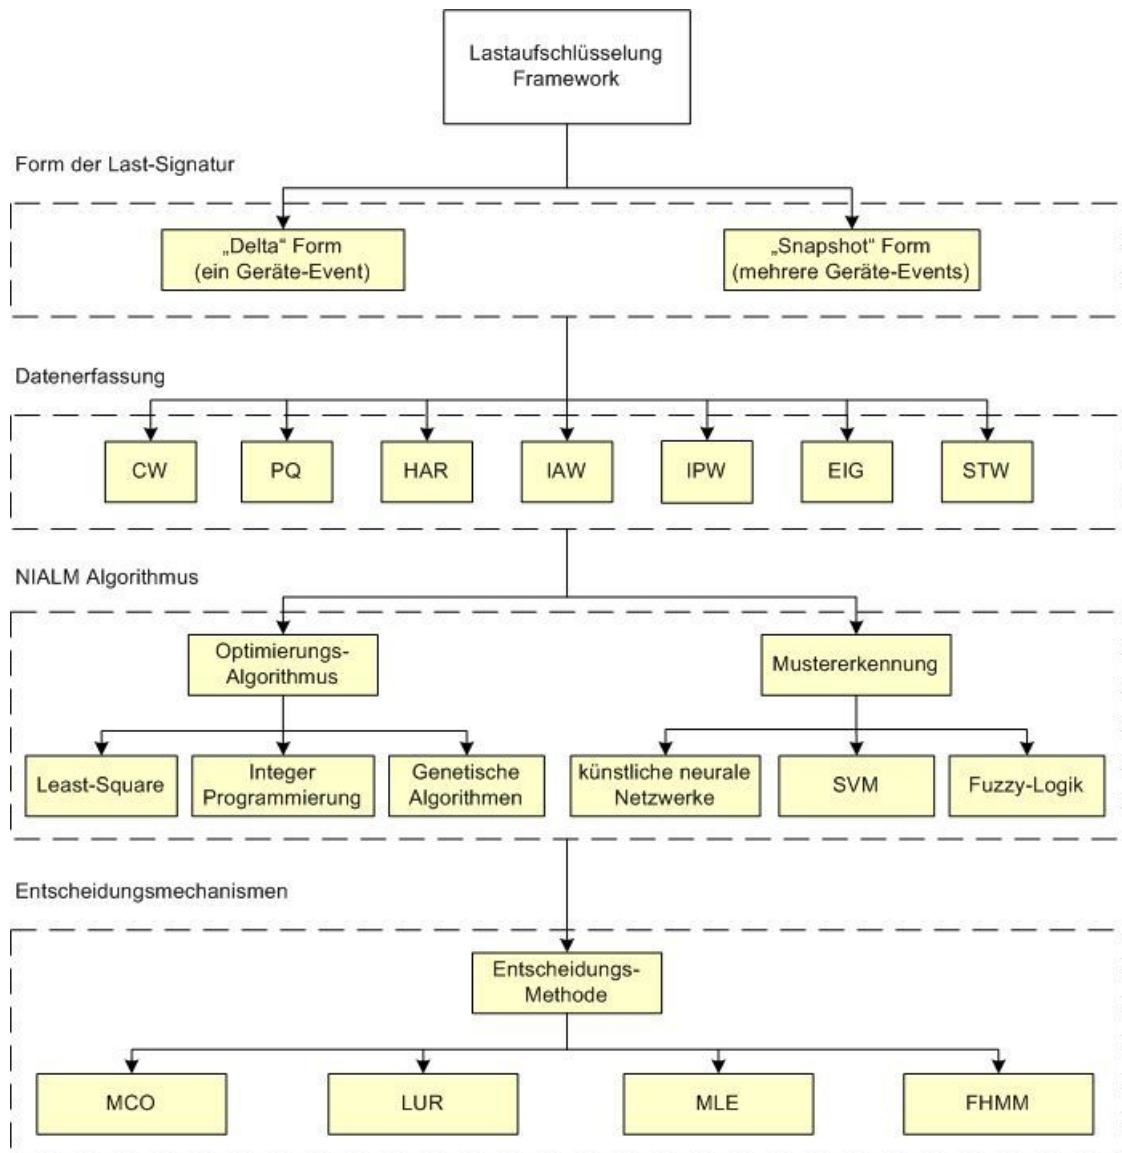 Lastaufschlüsselung
Framework
Form der Last-Signatur
„Delta“ Form
(ein Geräte-Event)
„Snapshot“ Form
(mehrere Geräte-Events)
Datenerfassung
CW
PQ
HAR
IAW
IPW
EIG
STW
NIALM Algorithmus
Optimierungs-
Algorithmus
Mustererkennung
Least-Square
Integer
Programmierung
Genetische
Algorithmen
künstliche neurale
Netzwerke
SVM
Fuzzy-Logik
Entscheidungsmechanismen
Entscheidungs-
Methode
MCO
LUR
MLE
FHMM